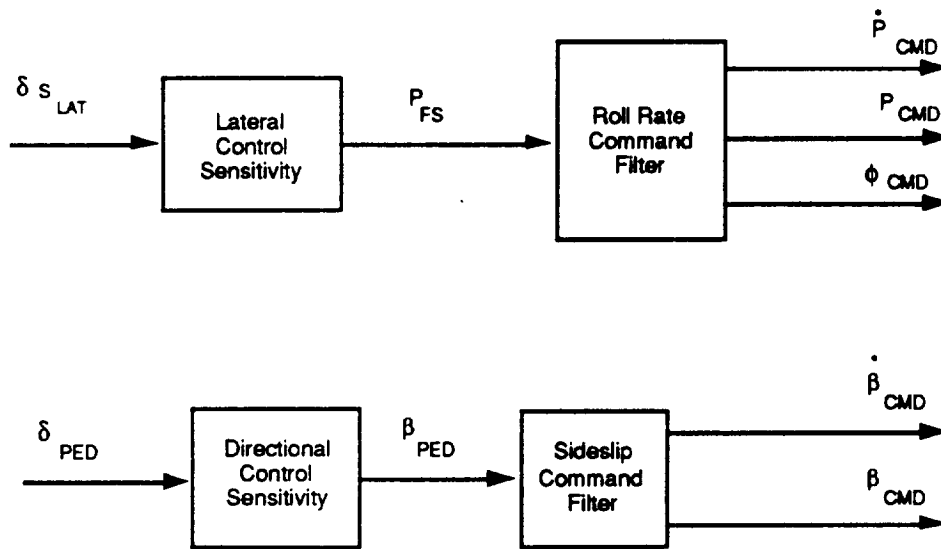 Ṗ CMD
δ S LAT
Lateral
Control
Sensitivity
P FS
Roll Rate
Command
Filter
P CMD
ϕ CMD
β̇ CMD
δ PED
Directional
Control
Sensitivity
β PED
Sideslip
Command
Filter
β CMD